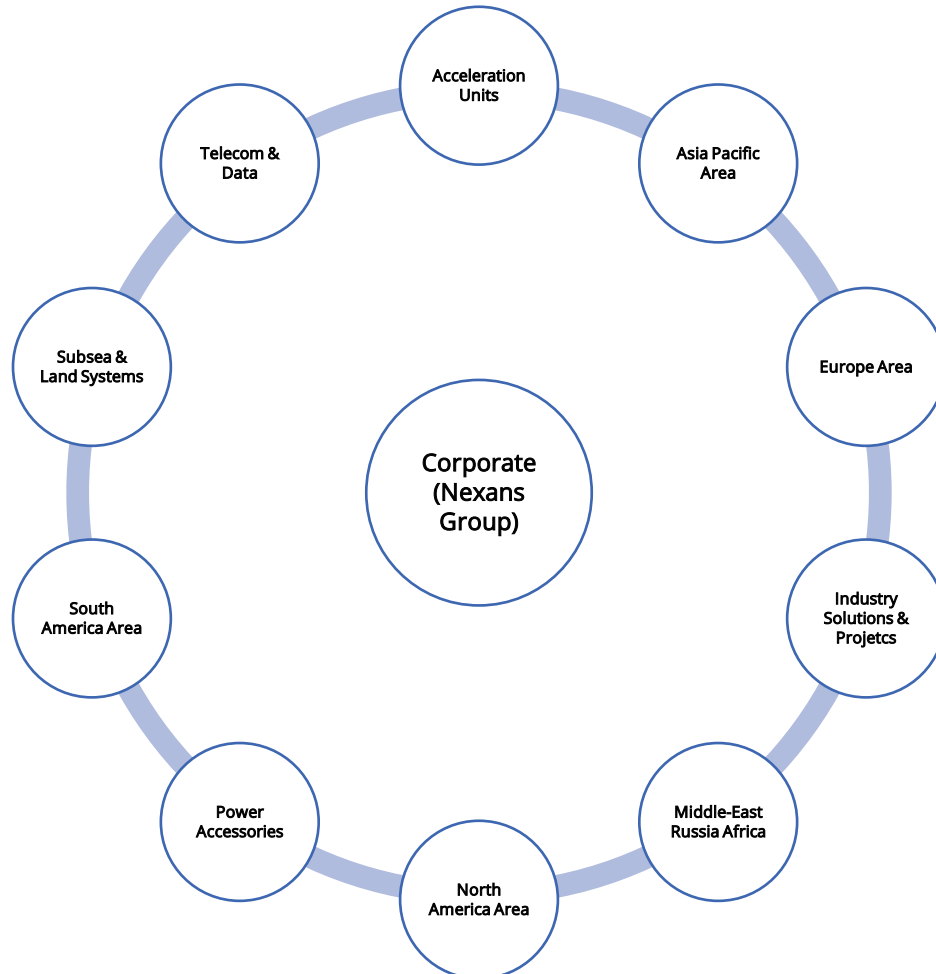 Acceleration
Units
Asia Pacific
Area
Europe Area
Industry
Solutions &
Projetcs
Middle-East
Russia Africa
North
America Area
Power
Accessories
South
America Area
Subsea &
Land Systems
Telecom &
Data
Corporate
(Nexans
Group)